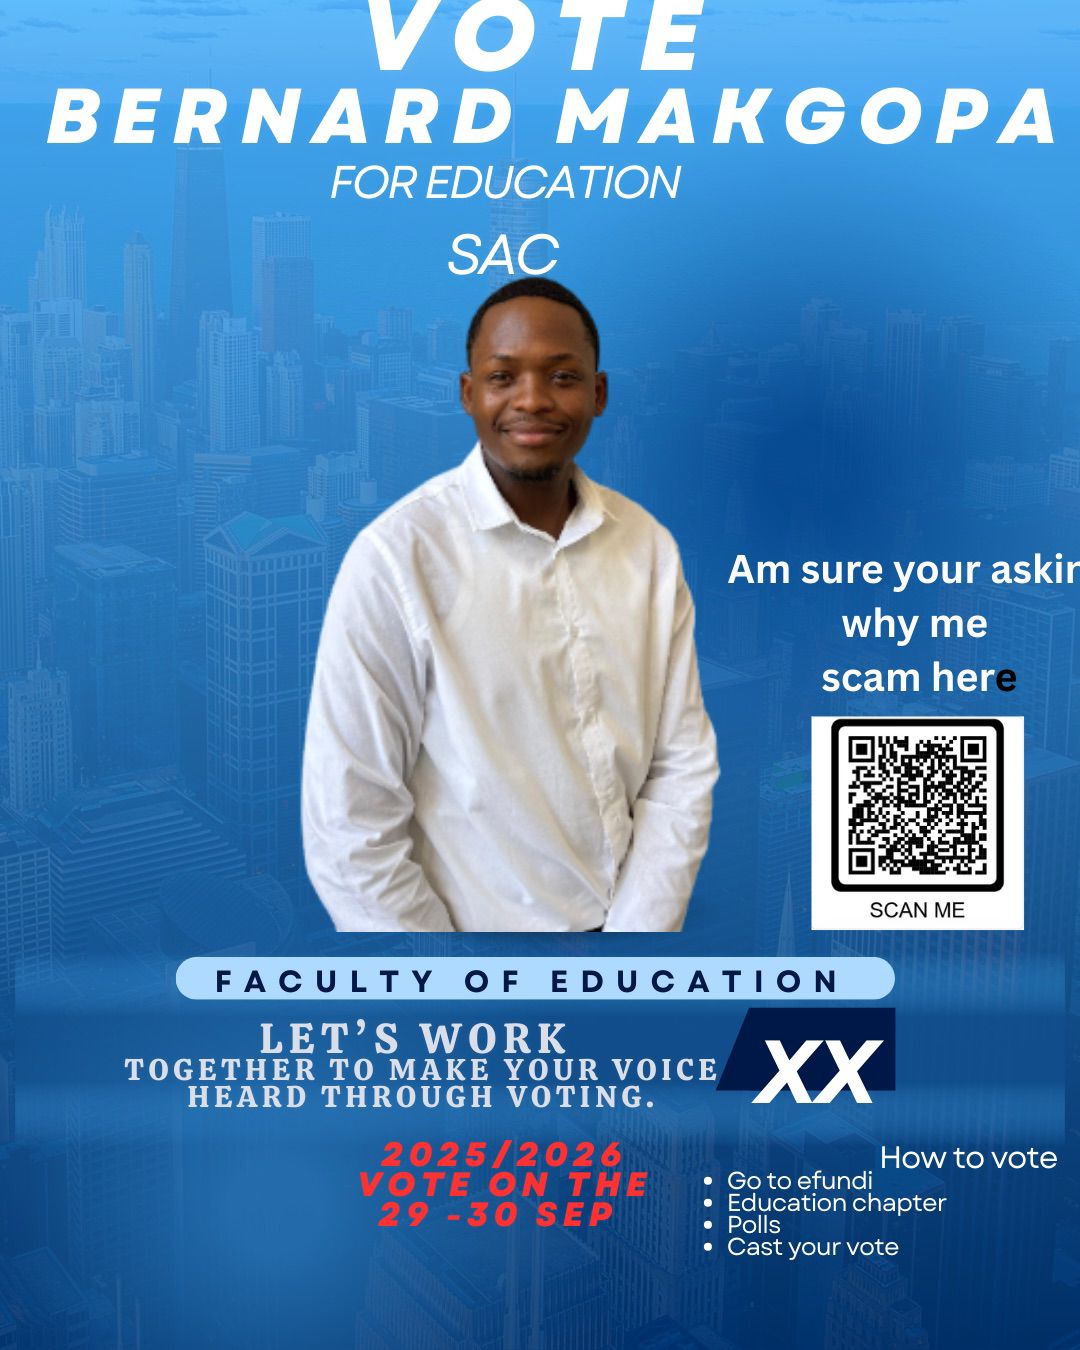 VOTE
BERNARD MAKGOPA
FOR EDUCATION
SAC
Am sure your askin
why me
scam here
SCAN ME
FACULTY OF EDUCATION
LET'S WORK
TOGETHER TO MAKE YOUR VOICE
HEARD THROUGH VOTING.
XX
2025/2026
VOTE ON THE
29 -30 SEP
How to vote
• Go to efundi
• Education chapter
• Polls
• Cast your vote